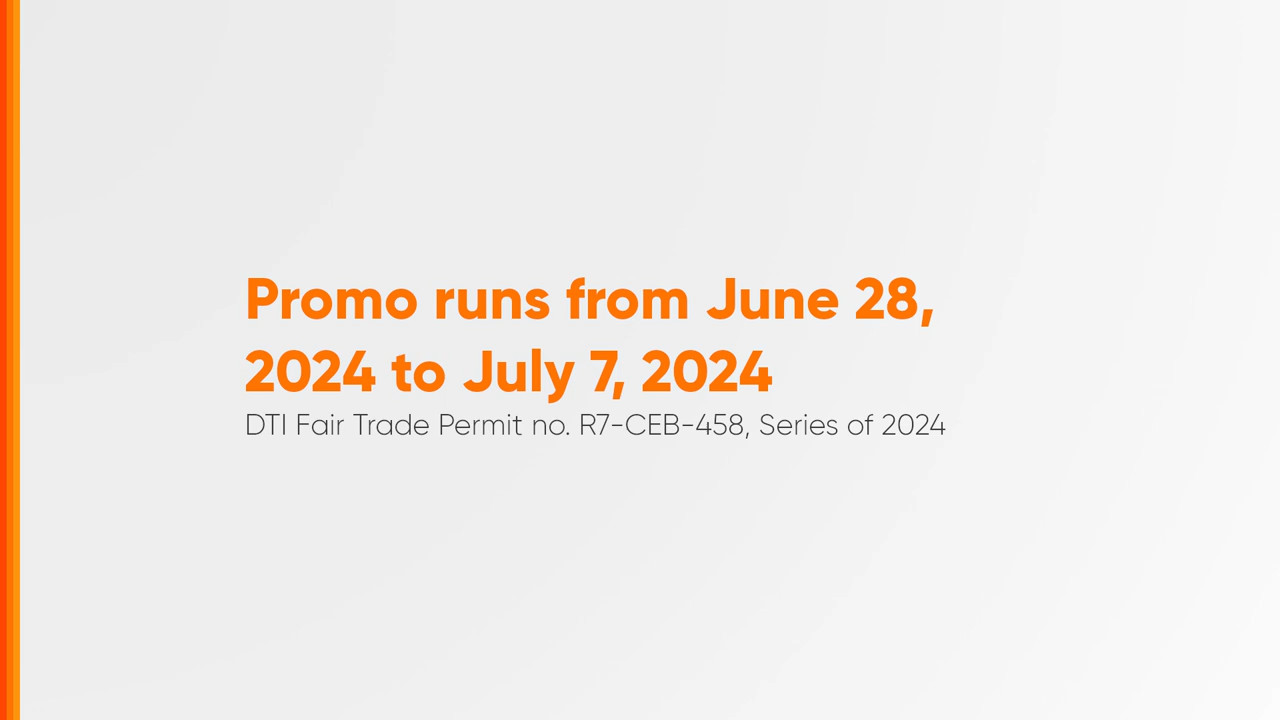 Promo runs from June 28,
2024 to July 7, 2024
DTI Fair Trade Permit no. R7-CEB-458, Series of 2024